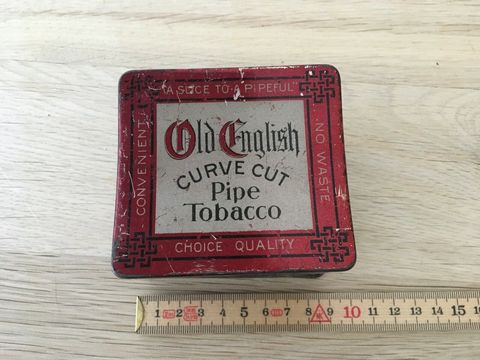 "A SLICE TO A PIPEFUL"
CONVENIENT
Old English
CURVE CUT
Pipe
Tobacco
NO WASTE
CHOICE QUALITY
1 2 3 4 5 6 7 8 9 10 11 12 13 14 15